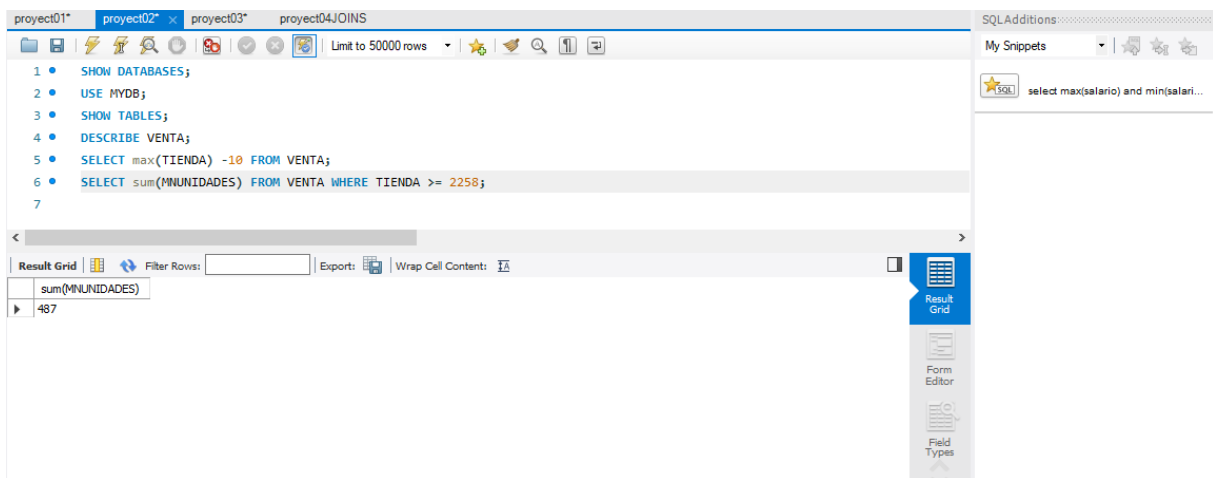 proyect01* proyect02* × proyect03* proyect04JOINS
SQLAdditions
Limit to 50000 rows
My Snippets
1 SHOW DATABASES;
2 USE MYDB;
3 SHOW TABLES;
4 DESCRIBE VENTA;
5 SELECT max(TIENDA) -10 FROM VENTA;
6 SELECT sum(MNUNIDADES) FROM VENTA WHERE TIENDA >= 2258;
7
SQL select max(salario) and min(salari...
Result Grid Filter Rows: Export: Wrap Cell Content: IA
sum(MNUNIDADES)
487
Result
Grid
Form
Editor
Field
Types